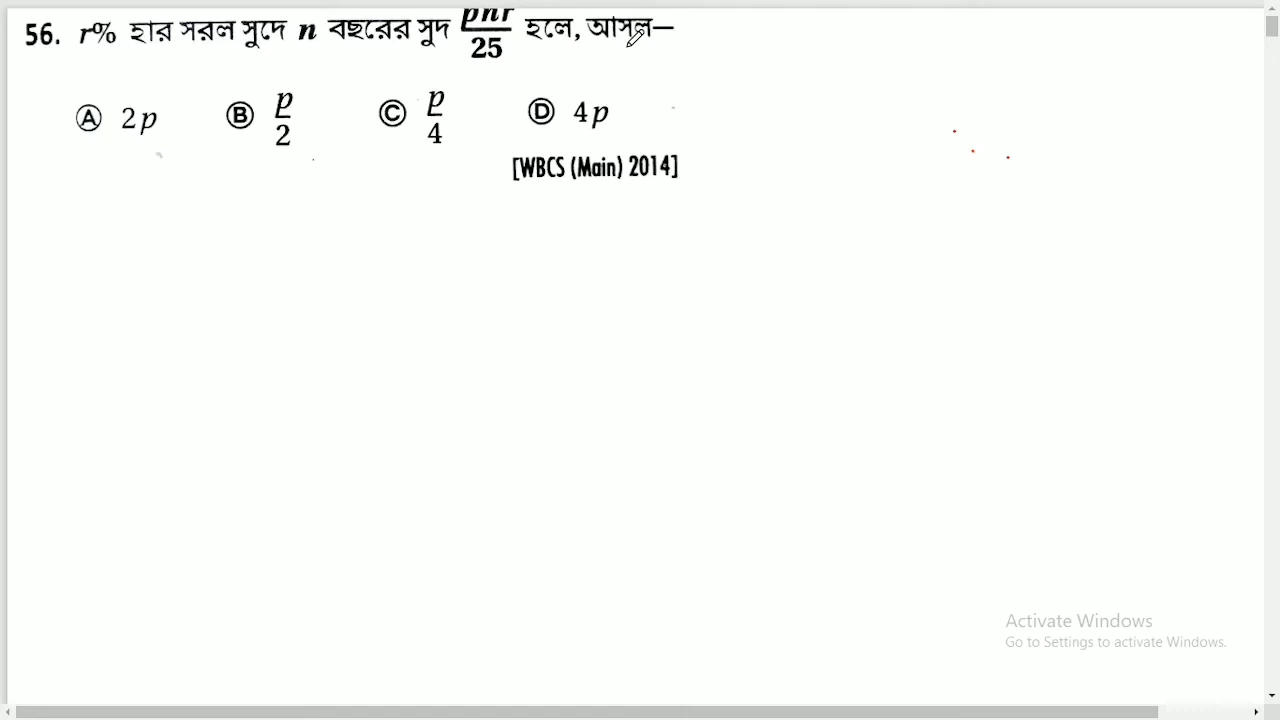 56. r% হার সরল সুদে n বছরের সুদ pnr/25 হলে, আসল—
Ⓐ 2p Ⓑ p/2 Ⓒ p/4 Ⓓ 4p
[WBCS (Main) 2014]
Activate Windows
Go to Settings to activate Windows.